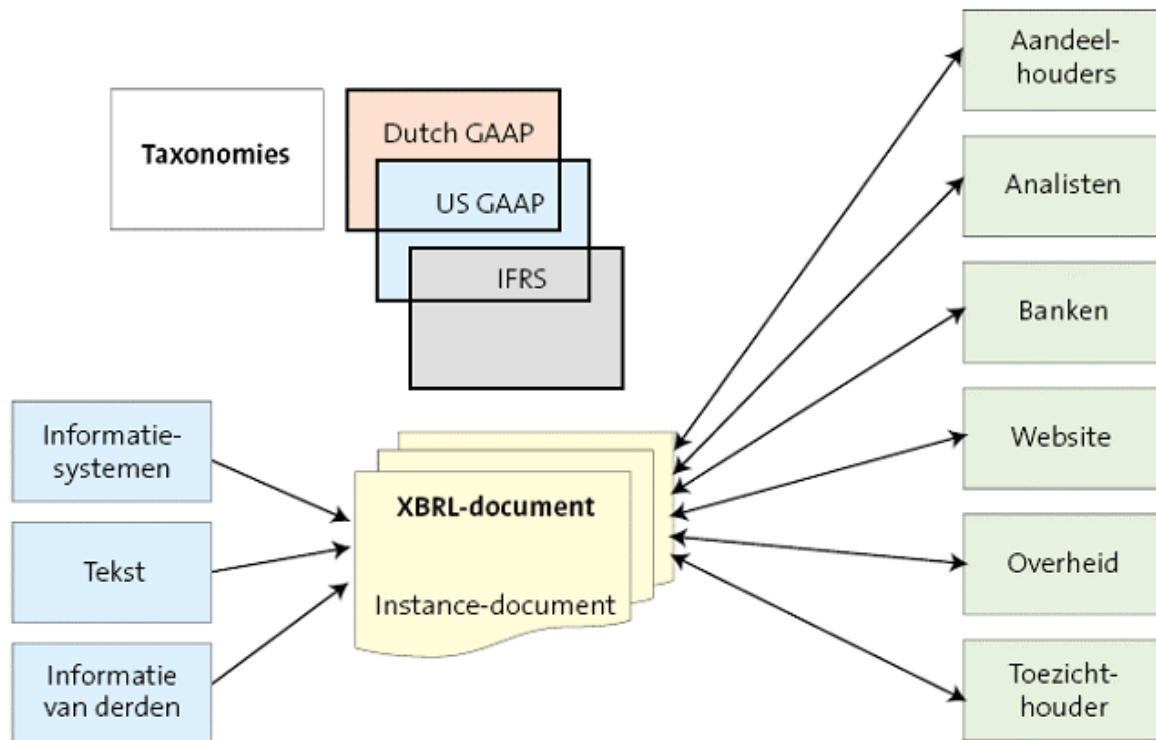 Taxonomies
Dutch GAAP
US GAAP
IFRS
Informatie-
systemen
Tekst
Informatie
van derden
XBRL-document
Instance-document
Aandeel-
houders
Analisten
Banken
Website
Overheid
Toezicht-
houder